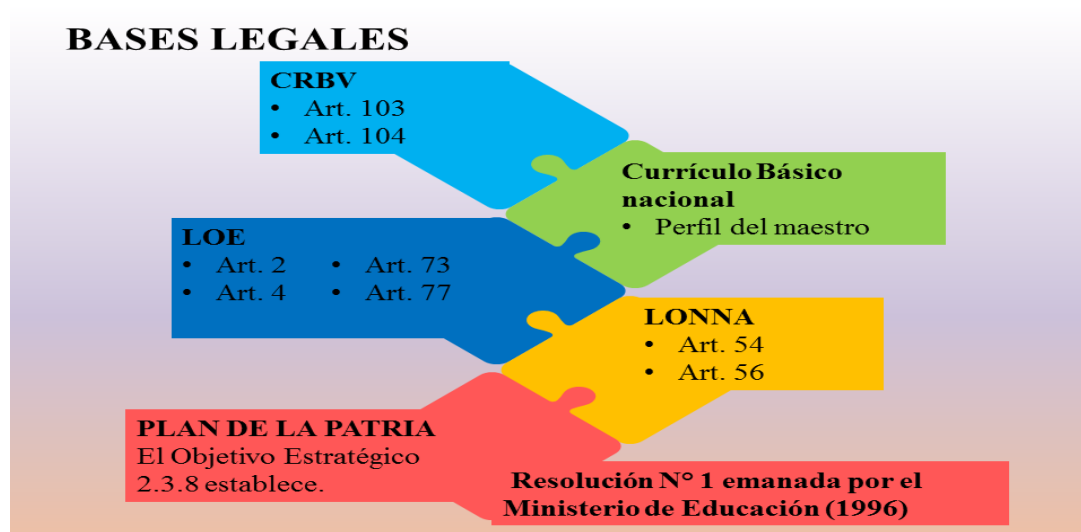 BASES LEGALES
CRBV
• Art. 103
• Art. 104
Currículo Básico
nacional
• Perfil del maestro
LOE
• Art. 2 • Art. 73
• Art. 4 • Art. 77
LONNA
• Art. 54
• Art. 56
PLAN DE LA PATRIA
El Objetivo Estratégico
2.3.8 establece.
Resolución N° 1 emanada por el
Ministerio de Educación (1996)